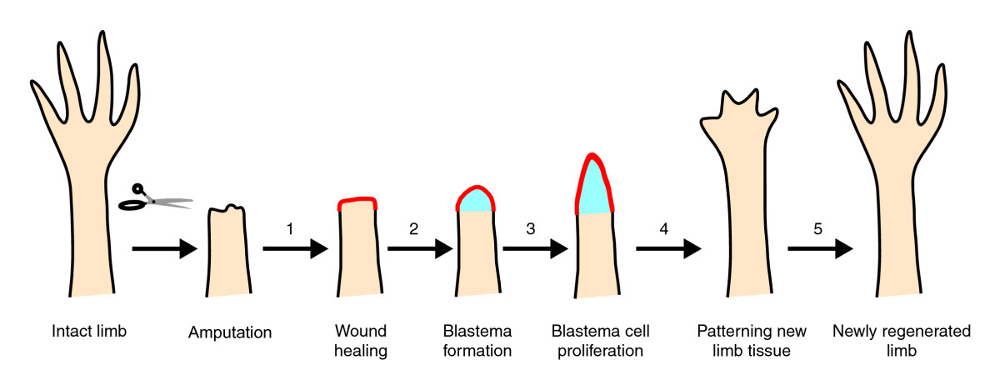 1
2
3
4
5
Intact limb
Amputation
Wound
healing
Blastema
formation
Blastema cell
proliferation
Patterning new
limb tissue
Newly regenerated
limb